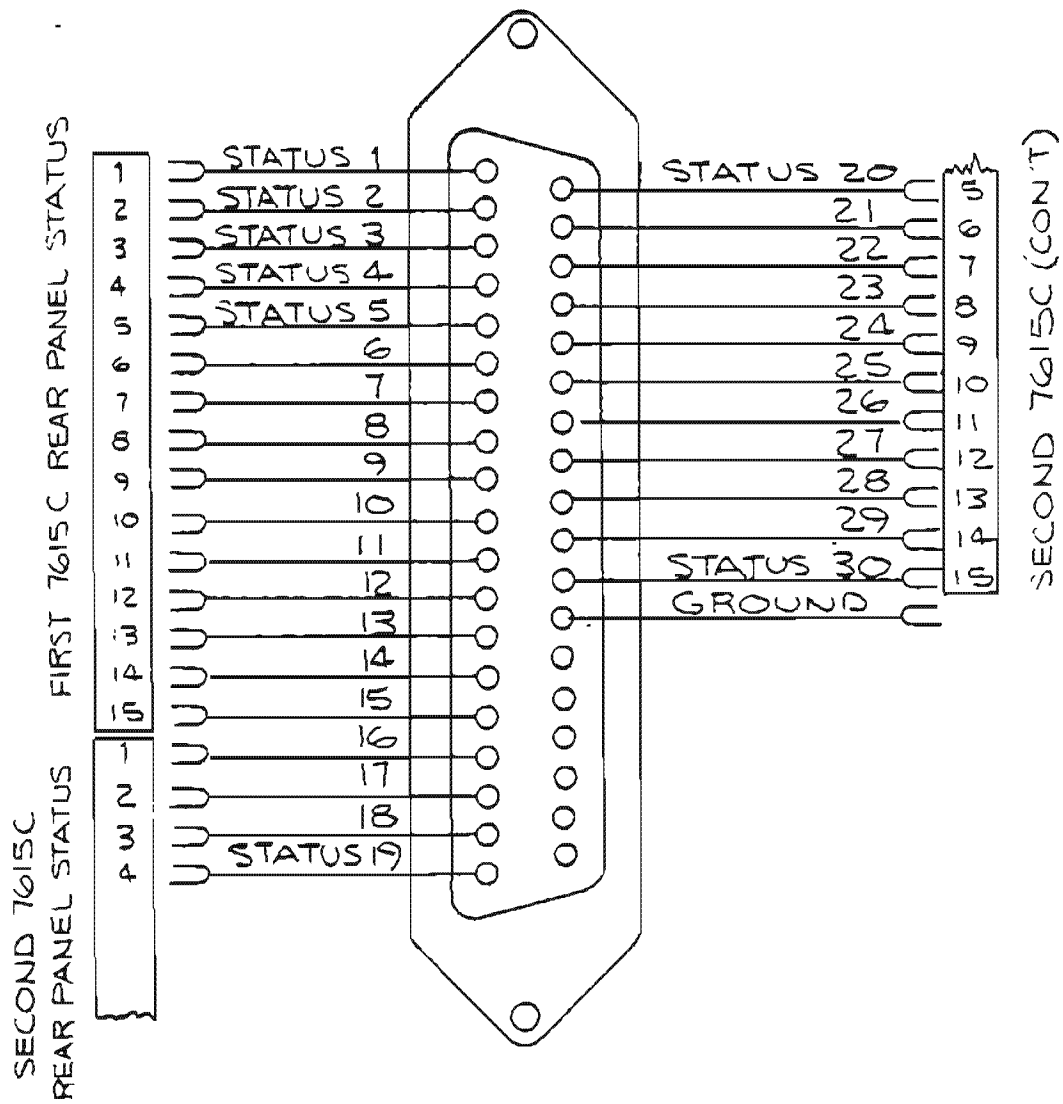 FIRST 7615C REAR PANEL STATUS
1 STATUS 1
2 STATUS 2
3 STATUS 3
4 STATUS 4
5 STATUS 5
6 6
7 7
8 8
9 9
10 10
11 11
12 12
13 13
14 14
15 15
SECOND 7615C
REAR PANEL STATUS
1 16
2 17
3 18
4 STATUS 19
SECOND 7615C (CON'T)
STATUS 20 5
21 6
22 7
23 8
24 9
25 10
26 11
27 12
28 13
29 14
STATUS 30 15
GROUND